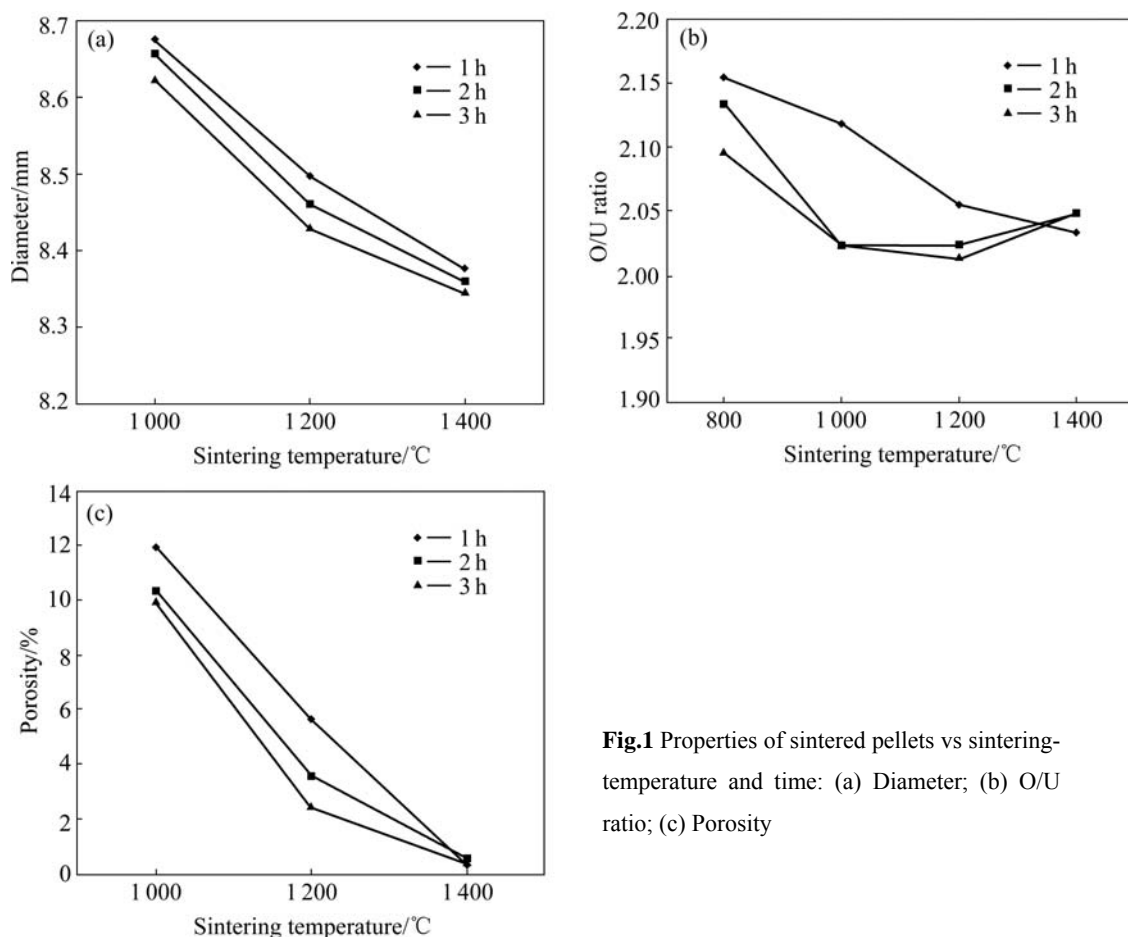 (a)
8.7
8.6
8.5
8.4
8.3
8.2
Diameter/mm
1 h
2 h
3 h
1 000
1 200
1 400
Sintering temperature/℃
(b)
2.20
2.15
2.10
2.05
2.00
1.95
1.90
O/U ratio
1 h
2 h
3 h
800
1 000
1 200
1 400
Sintering temperature/℃
(c)
14
12
10
8
6
4
2
0
Porosity/%
1 h
2 h
3 h
1 000
1 200
1 400
Sintering temperature/℃
Fig.1 Properties of sintered pellets vs sintering-
temperature and time: (a) Diameter; (b) O/U
ratio; (c) Porosity